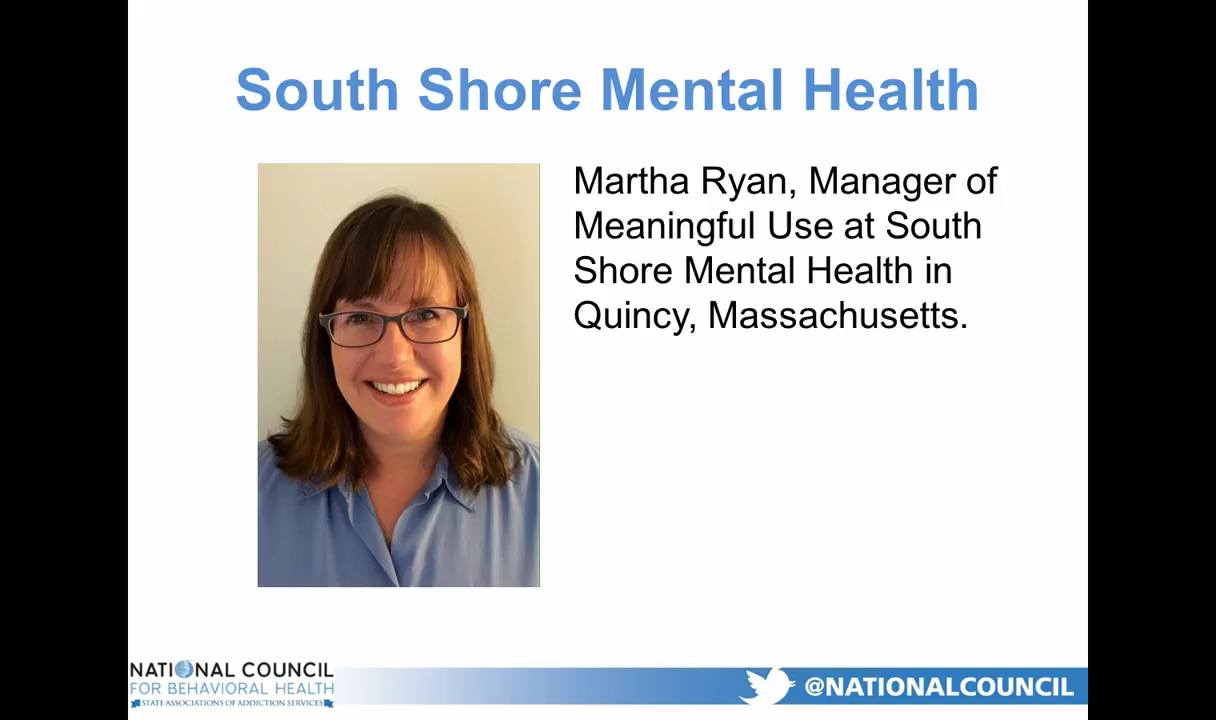 South Shore Mental Health
Martha Ryan, Manager of
Meaningful Use at South
Shore Mental Health in
Quincy, Massachusetts.
NATIONAL COUNCIL
FOR BEHAVIORAL HEALTH
STATE ASSOCIATIONS OF ADDICTION SERVICES
@NATIONALCOUNCIL